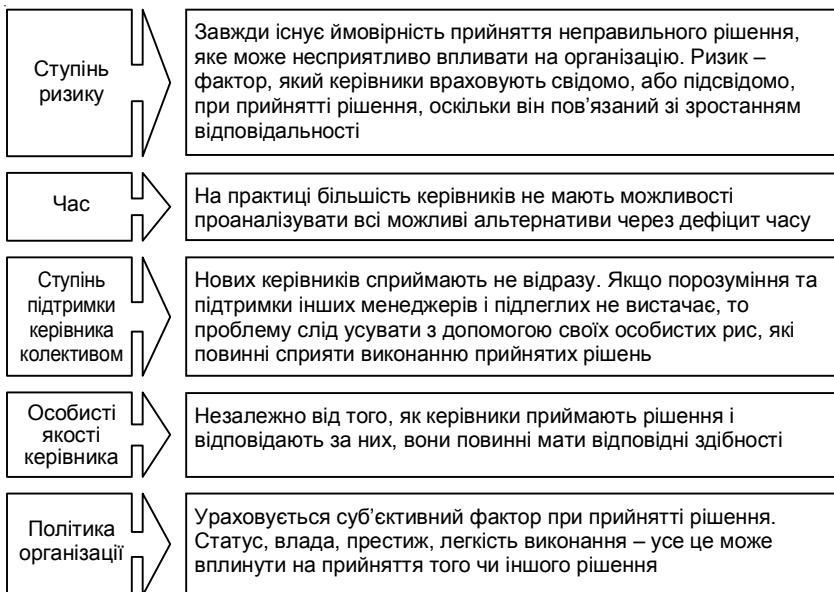 Ступінь
ризику
Завжди існує ймовірність прийняття неправильного рішення,
яке може несприятливо впливати на організацію. Ризик –
фактор, який керівники враховують свідомо, або підсвідомо,
при прийнятті рішення, оскільки він пов’язаний зі зростанням
відповідальності
Час
На практиці більшість керівників не мають можливості
проаналізувати всі можливі альтернативи через дефіцит часу
Ступінь
підтримки
керівника
колективом
Нових керівників сприймають не відразу. Якщо порозуміння та
підтримки інших менеджерів і підлеглих не вистачає, то
проблему слід усувати з допомогою своїх особистих рис, які
повинні сприяти виконанню прийнятих рішень
Особисті
якості
керівника
Незалежно від того, як керівники приймають рішення і
відповідають за них, вони повинні мати відповідні здібності
Політика
організації
Ураховується суб’єктивний фактор при прийнятті рішення.
Статус, влада, престиж, легкість виконання – усе це може
вплинути на прийняття того чи іншого рішення